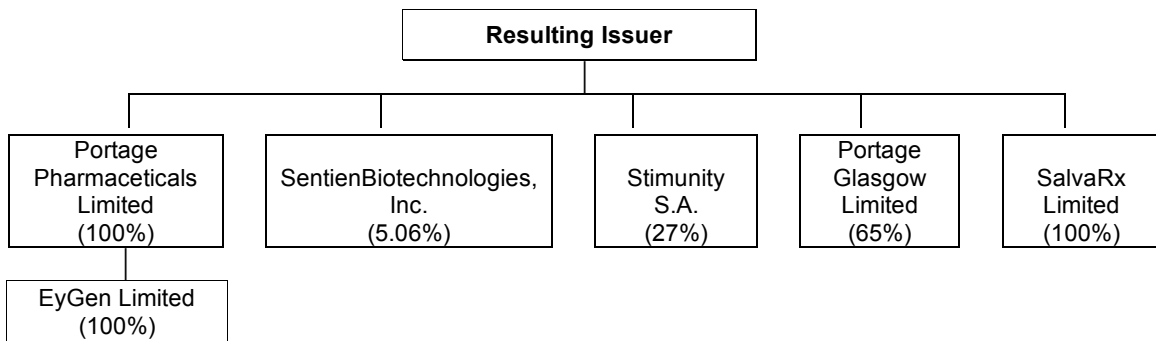 Resulting Issuer
Portage
Pharmaceticals
Limited
(100%)
SentienBiotechnologies,
Inc.
(5.06%)
Stimunity
S.A.
(27%)
Portage
Glasgow
Limited
(65%)
SalvaRx
Limited
(100%)
EyGen Limited
(100%)